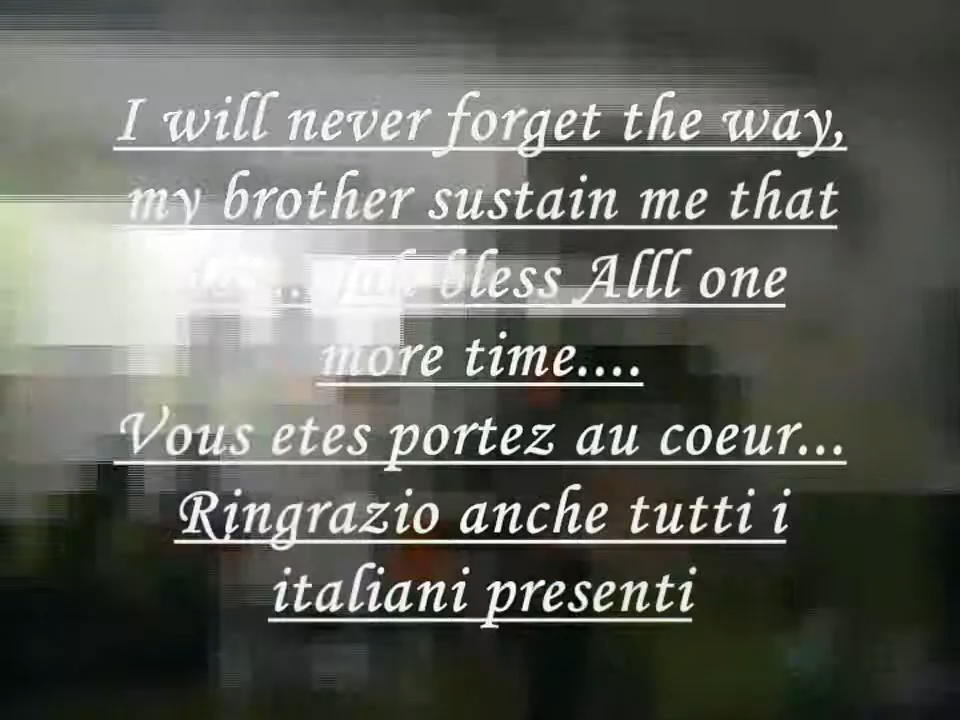 I will never forget the way,
my brother sustain me that
bless Alll one
more time....
Vous etes portez au coeur...
Ringrazio anche tutti i
italiani presenti